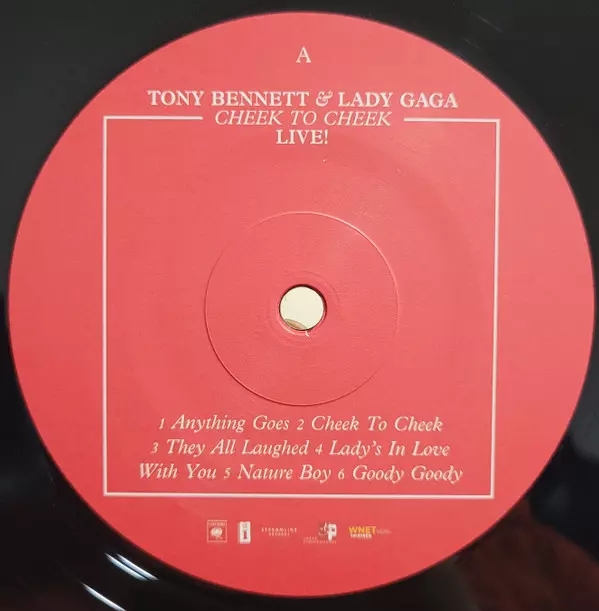 A
TONY BENNETT & LADY GAGA
CHEEK TO CHEEK
LIVE!
1 Anything Goes 2 Cheek To Cheek
3 They All Laughed 4 Lady's In Love
With You 5 Nature Boy 6 Goody Goody
STREAMLINE WNET